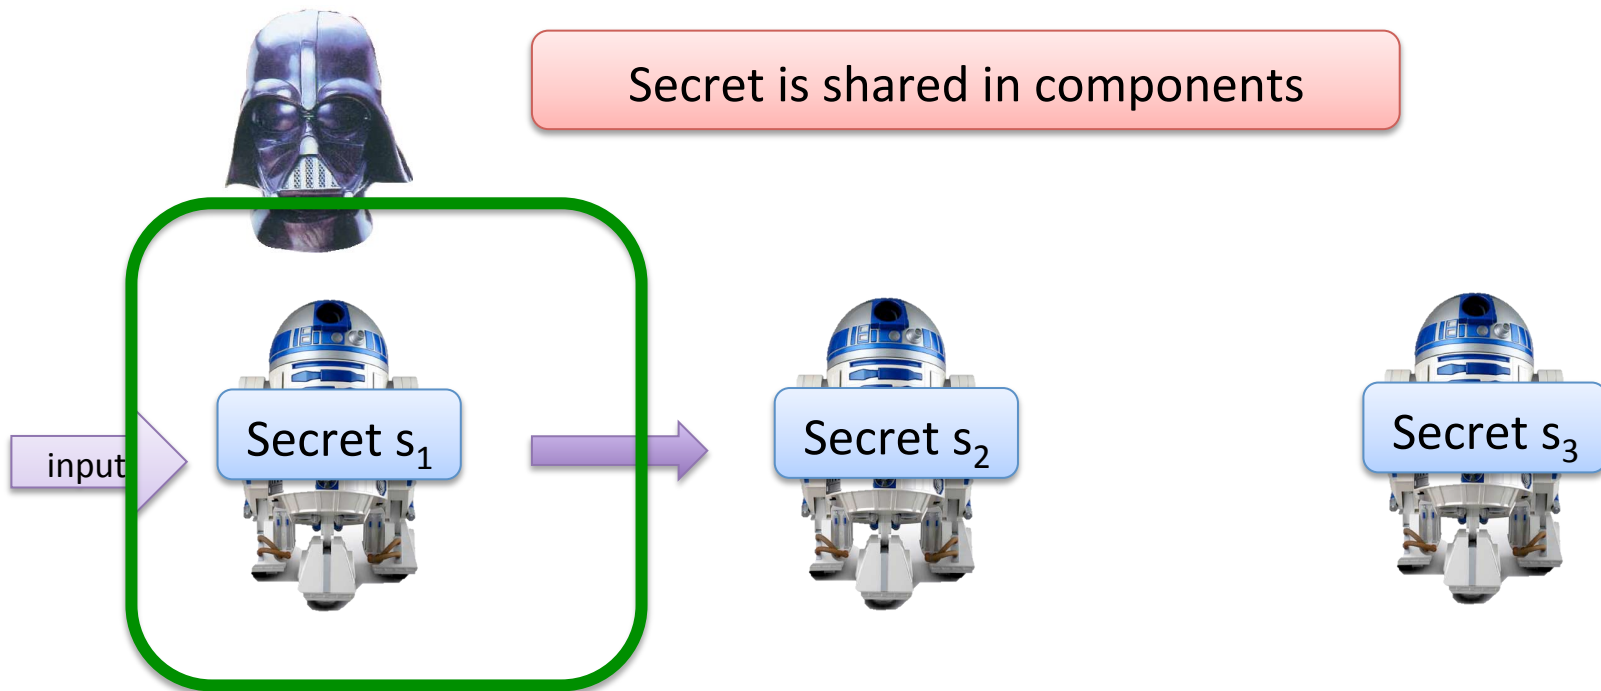 Secret is shared in components
input
Secret s₁
Secret s₂
Secret s₃